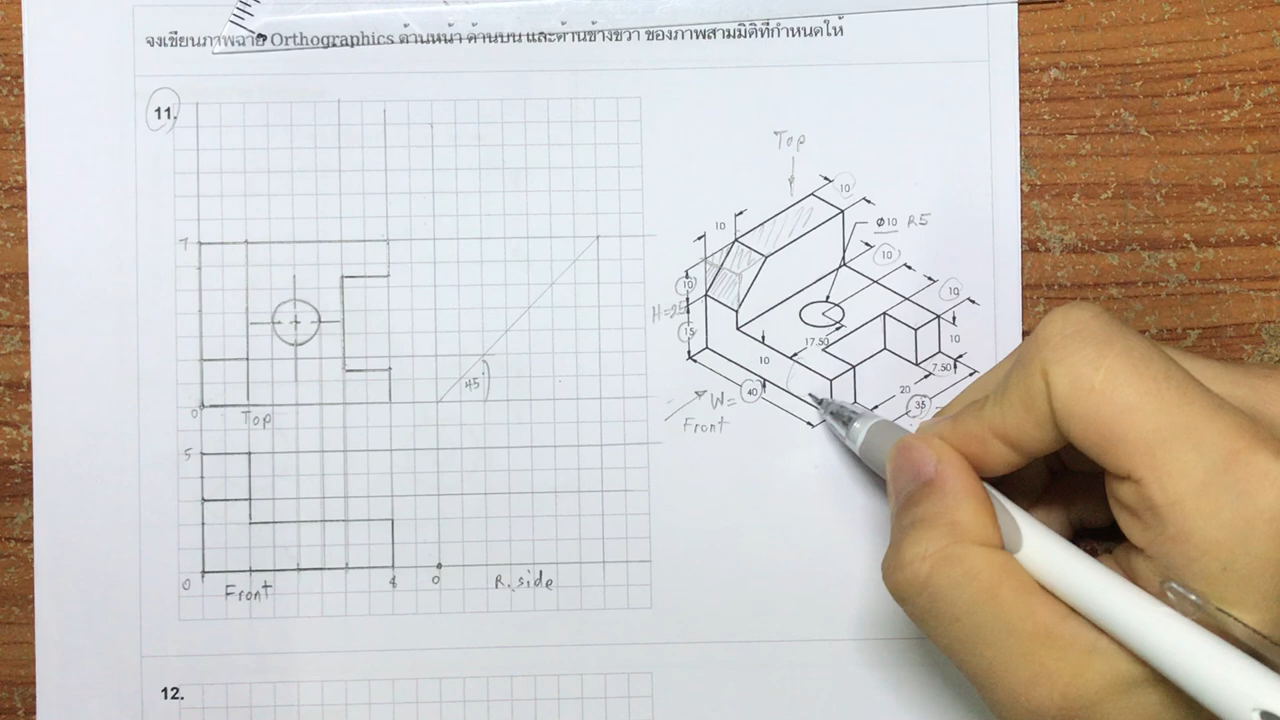 จงเขียนภาพฉาย Orthographics ด้านหน้า ด้านบน และด้านข้างขวา ของภาพสามมิติที่กำหนดให้
11.
Top
10
10
Ø10 R5
10
10
10
H=25
15
17.50
10
10
7.50
40
20
35
W=
Front
7
45°
0
Top
5
0
Front
8
0
R.side
12.